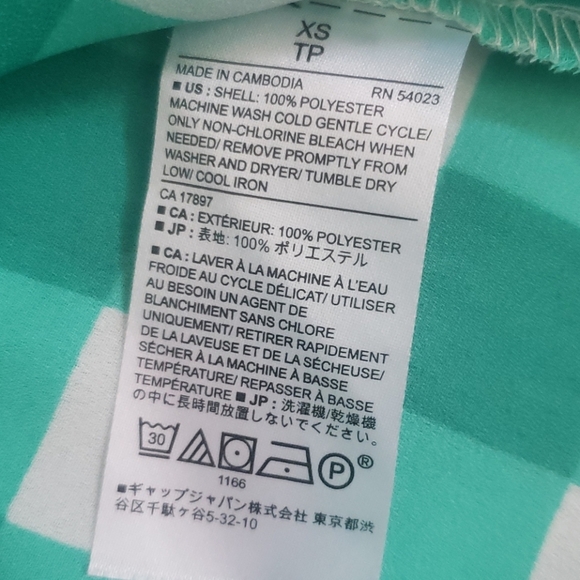 XS
TP
MADE IN CAMBODIA RN 54023
■ US : SHELL: 100% POLYESTER
MACHINE WASH COLD GENTLE CYCLE/
ONLY NON-CHLORINE BLEACH WHEN
NEEDED/ REMOVE PROMPTLY FROM
WASHER AND DRYER/ TUMBLE DRY
LOW/ COOL IRON
CA 17897
■ CA : EXTÉRIEUR: 100% POLYESTER
■ JP : 表地: 100% ポリエステル
■ CA : LAVER À LA MACHINE À L'EAU
FROIDE AU CYCLE DÉLICAT/ UTILISER
AU BESOIN UN AGENT DE
BLANCHIMENT SANS CHLORE
UNIQUEMENT/ RETIRER RAPIDEMENT
DE LA LAVEUSE ET DE LA SÉCHEUSE/
SÉCHER À LA MACHINE À BASSE
TEMPÉRATURE/ REPASSER À BASSE
TEMPÉRATURE ■ JP : 洗濯機/乾燥機
の中に長時間放置しないでください。
30 P ®
1166
■ギャップジャパン株式会社 東京都渋
谷区千駄ヶ谷5-32-10